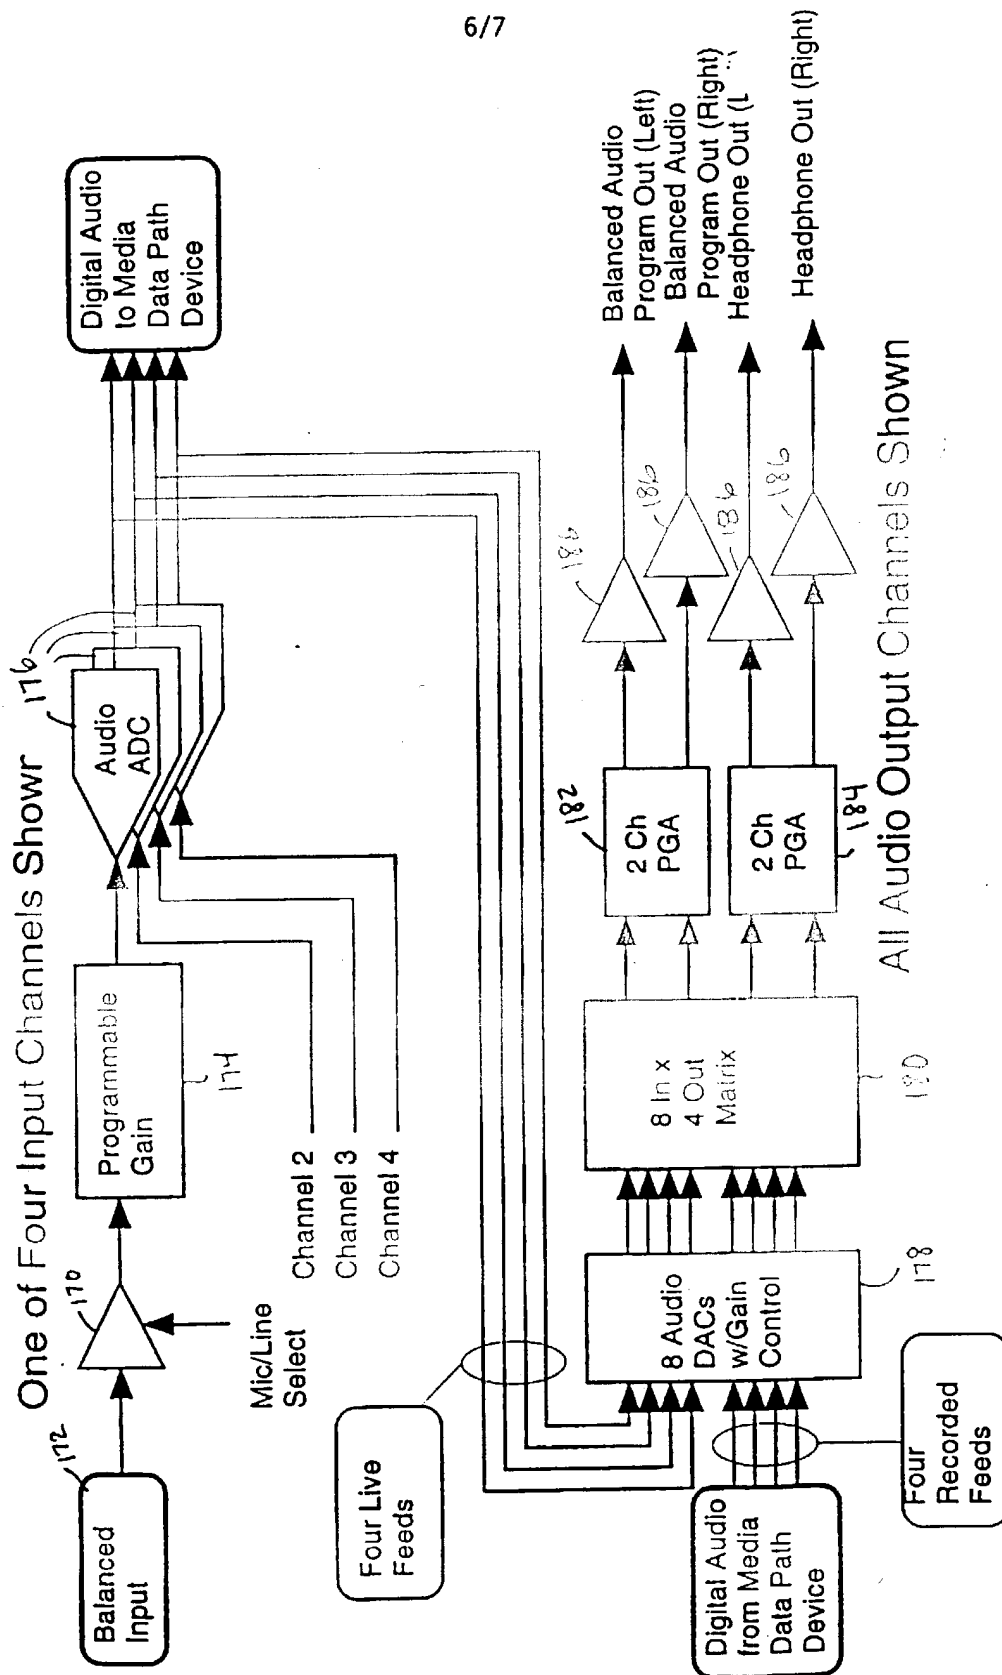 6/7
One of Four Input Channels Showr
172
Balanced
Input
170
Mic/Line
Select
Programmable
Gain
174
Channel 2
Channel 3
Channel 4
176
Audio
ADC
Digital Audio
to Media
Data Path
Device
Four Live
Feeds
Digital Audio
from Media
Data Path
Device
Four
Recorded
Feeds
8 Audio
DACs
w/Gain
Control
178
8 In x
4 Out
Matrix
180
182
2 Ch
PGA
2 Ch
PGA
184
186
186
186
186
Balanced Audio
Program Out (Left)
Balanced Audio
Program Out (Right)
Headphone Out (L
Headphone Out (Right)
All Audio Output Channels Shown